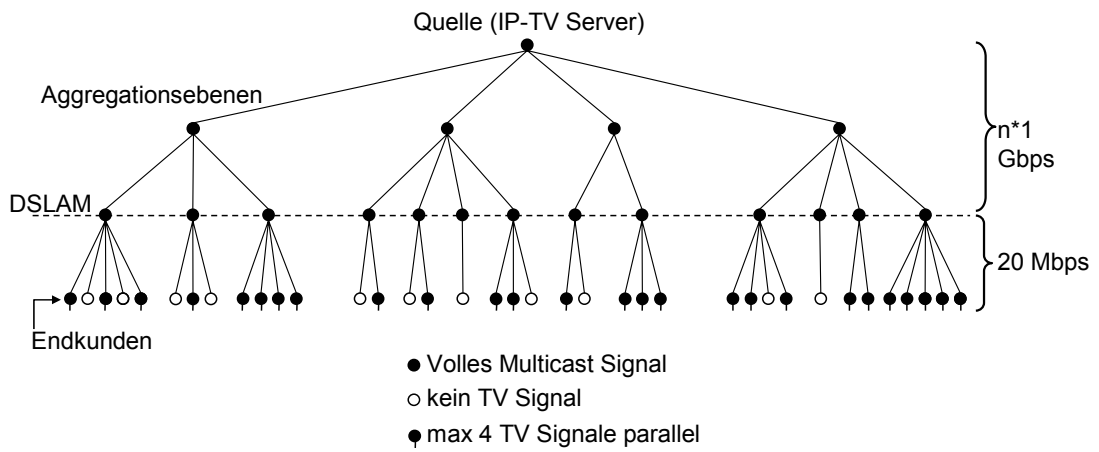 Quelle (IP-TV Server)
Aggregationsebenen
n*1
Gbps
DSLAM
20 Mbps
Endkunden
Volles Multicast Signal
kein TV Signal
max 4 TV Signale parallel